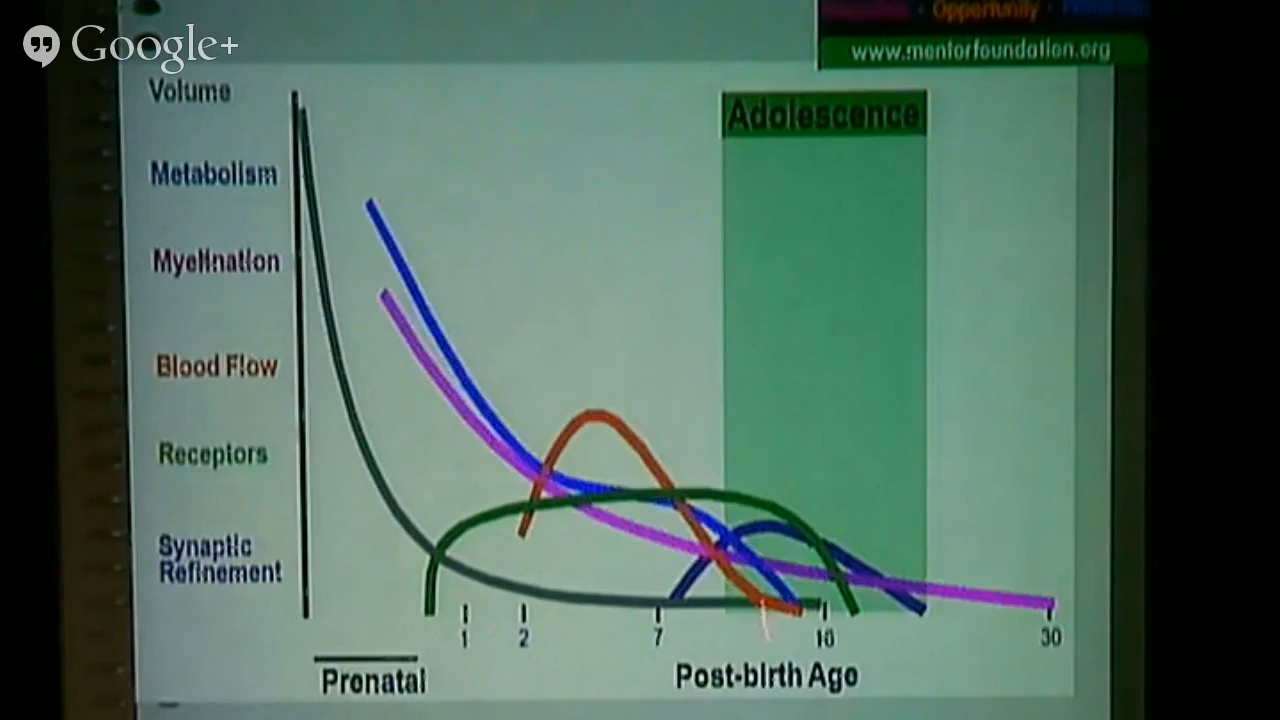 Google+
Opportunity
www.mentorfoundation.org
Volume
Adolescence
Metabolism
Myelination
Blood Flow
Receptors
Synaptic
Refinement
1 2 7 16 30
Prenatal
Post-birth Age